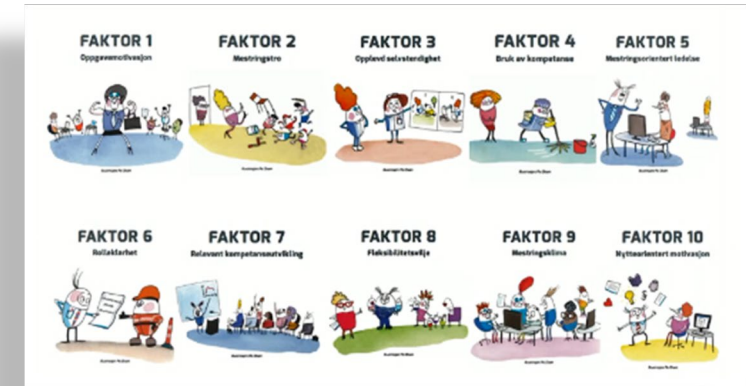 FAKTOR 1
Oppgavemotivasjon
FAKTOR 2
Mestringstro
FAKTOR 3
Opplevd selvstendighet
FAKTOR 4
Bruk av kompetanse
FAKTOR 5
Mestringsorientert ledelse
FAKTOR 6
Rolleklarhet
FAKTOR 7
Relevant kompetanseutvikling
FAKTOR 8
Fleksibilitetsvilje
FAKTOR 9
Mestringsklima
FAKTOR 10
Nytteorientert motivasjon